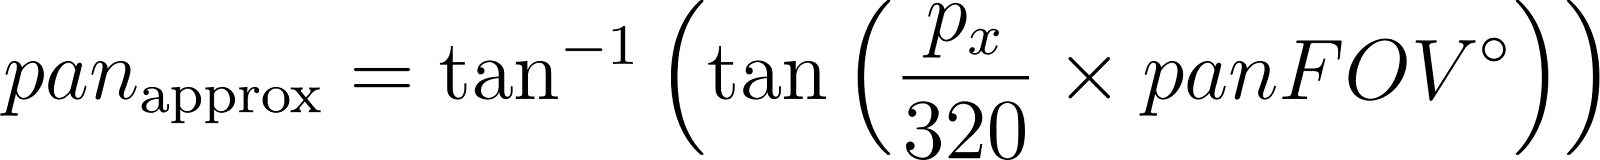 pan_approx = tan⁻¹ (tan (p_x/320 × panFOV°))